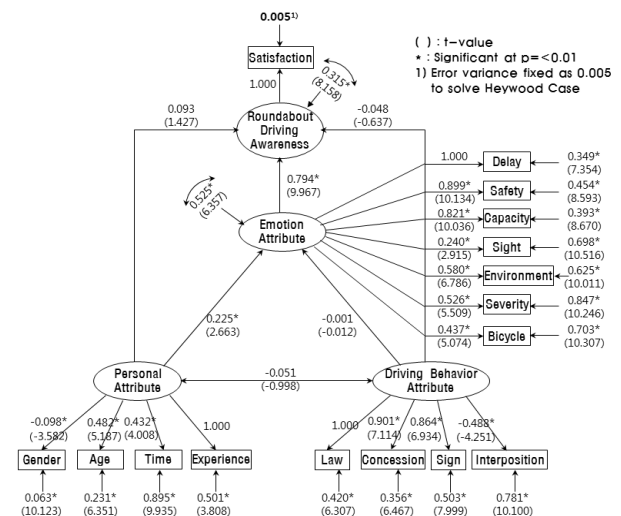 0.005¹⁾
Satisfaction
( ) : t-value
* : Significant at p=<0.01
1) Error variance fixed as 0.005
to solve Heywood Case
1.000
0.315*
(8.158)
Roundabout
Driving
Awareness
0.093
(1.427)
-0.048
(-0.637)
0.794*
(9.967)
0.525*
(6.357)
Emotion
Attribute
1.000
Delay
0.349*
(7.354)
0.899*
(10.134)
Safety
0.454*
(8.593)
0.821*
(10.036)
Capacity
0.393*
(8.670)
0.240*
(2.915)
Sight
0.698*
(10.516)
0.580*
(6.786)
Environment
0.625*
(10.011)
0.526*
(5.509)
Severity
0.847*
(10.246)
0.437*
(5.074)
Bicycle
0.703*
(10.307)
0.225*
(2.663)
-0.001
(-0.012)
Personal
Attribute
-0.051
(-0.998)
Driving Behavior
Attribute
-0.098*
(-3.582)
0.482*
(5.187)
0.432*
(4.008)
1.000
1.000
0.901*
(7.114)
0.864*
(6.934)
-0.488*
(-4.251)
Gender
Age
Time
Experience
Law
Concession
Sign
Interposition
0.063*
(10.123)
0.231*
(6.351)
0.895*
(9.935)
0.501*
(3.808)
0.420*
(6.307)
0.356*
(6.467)
0.503*
(7.999)
0.781*
(10.100)